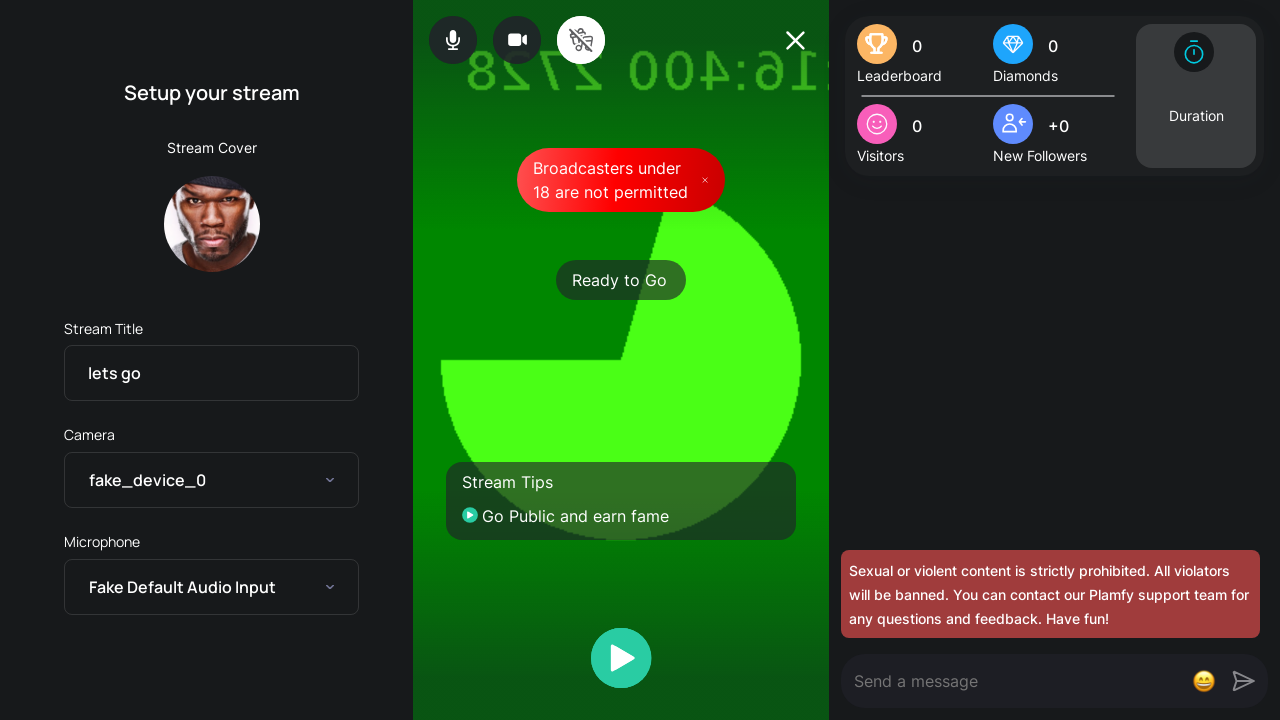 Setup your stream
Stream Cover
Stream Title
lets go
Camera
fake_device_0
Microphone
Fake Default Audio Input
Broadcasters under
18 are not permitted
Ready to Go
Stream Tips
Go Public and earn fame
0
Leaderboard
0
Diamonds
0
Visitors
+0
New Followers
Duration
Sexual or violent content is strictly prohibited. All violators
will be banned. You can contact our Plamfy support team for
any questions and feedback. Have fun!
Send a message